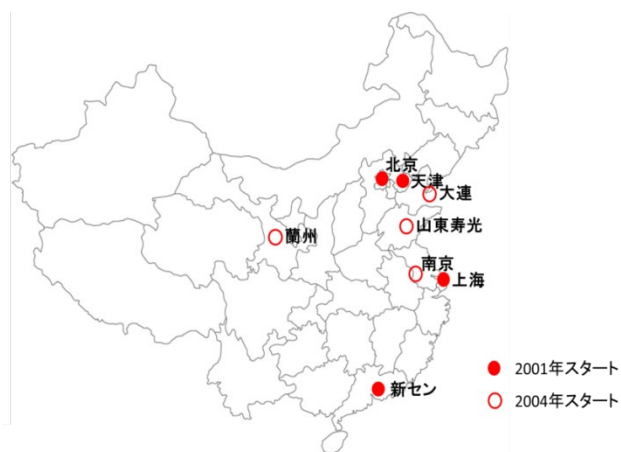 北京
天津
大連
山東寿光
蘭州
南京
上海
新セン
2001年スタート
2004年スタート